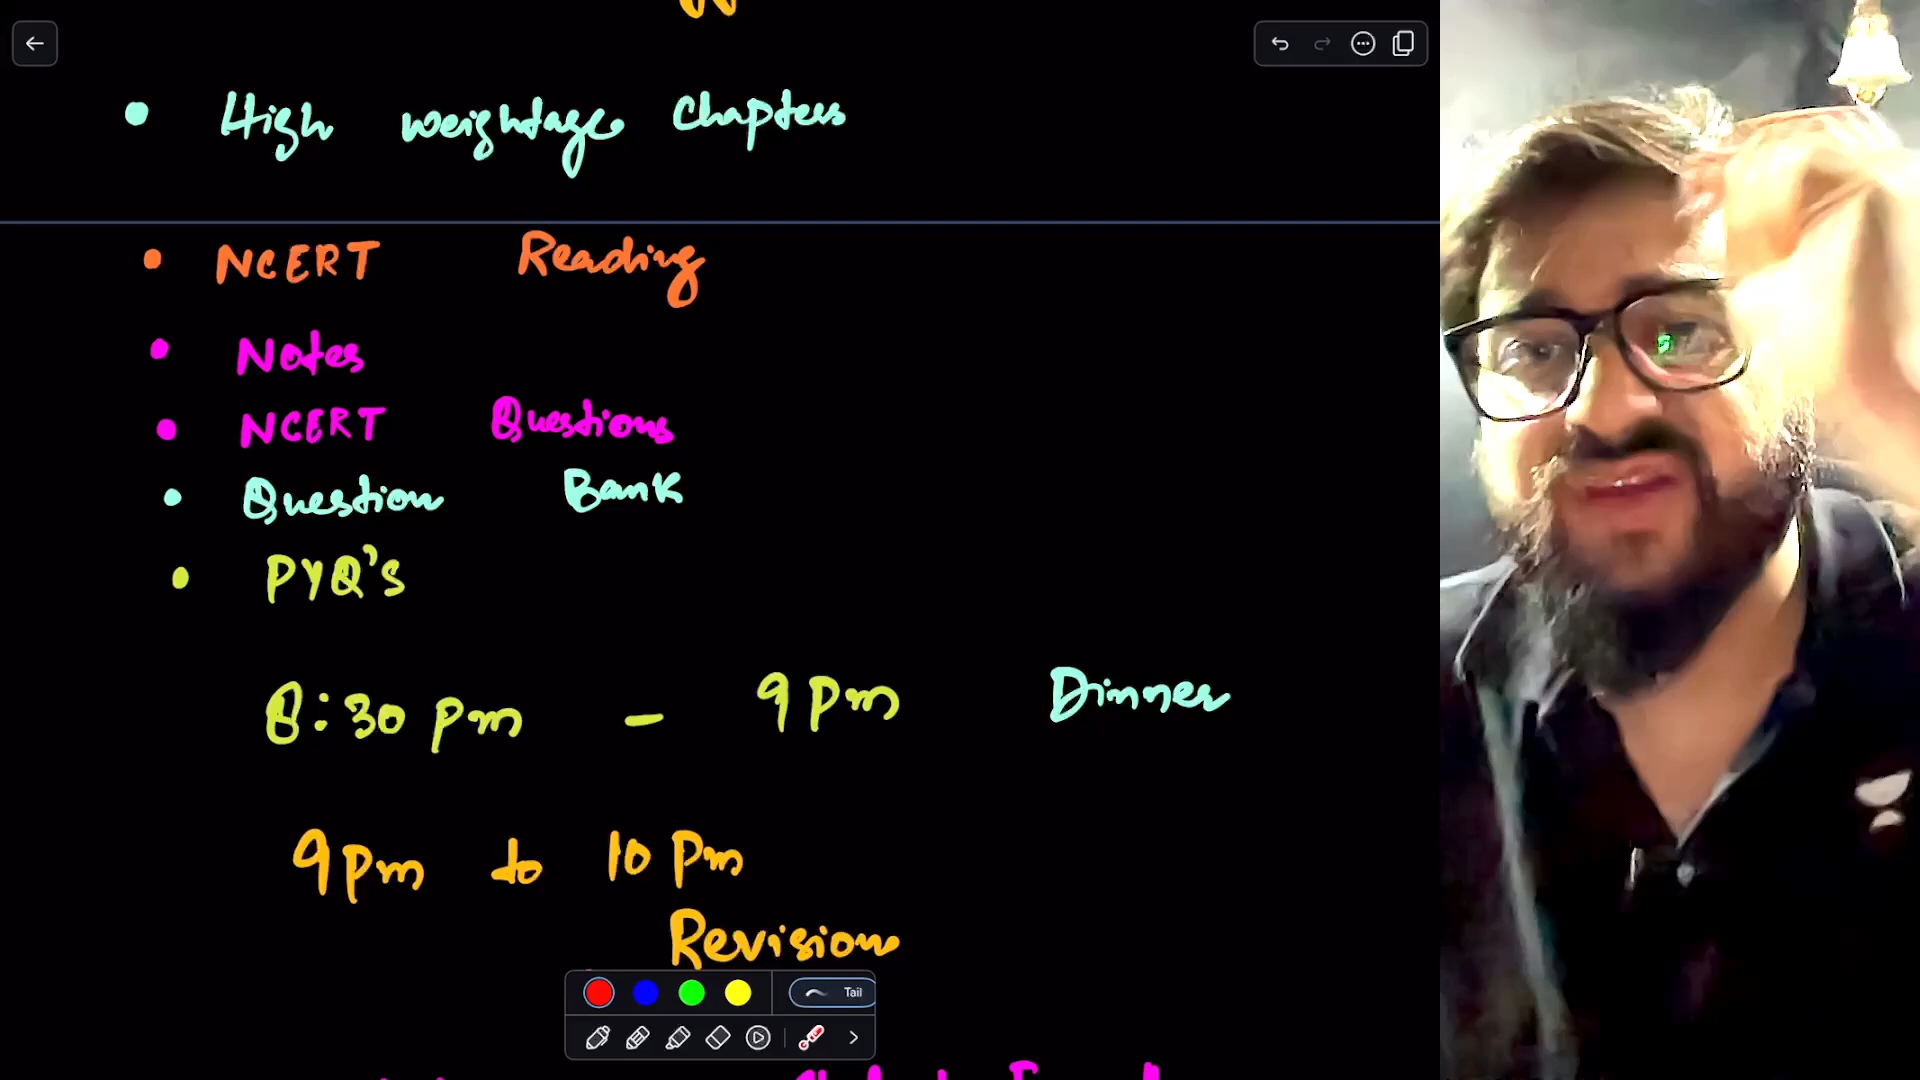 High weightage Chapters
NCERT Reading
Notes
NCERT Questions
Question Bank
PYQ's
8:30 pm - 9 pm Dinner
9 pm to 10 pm
Revision
Tail